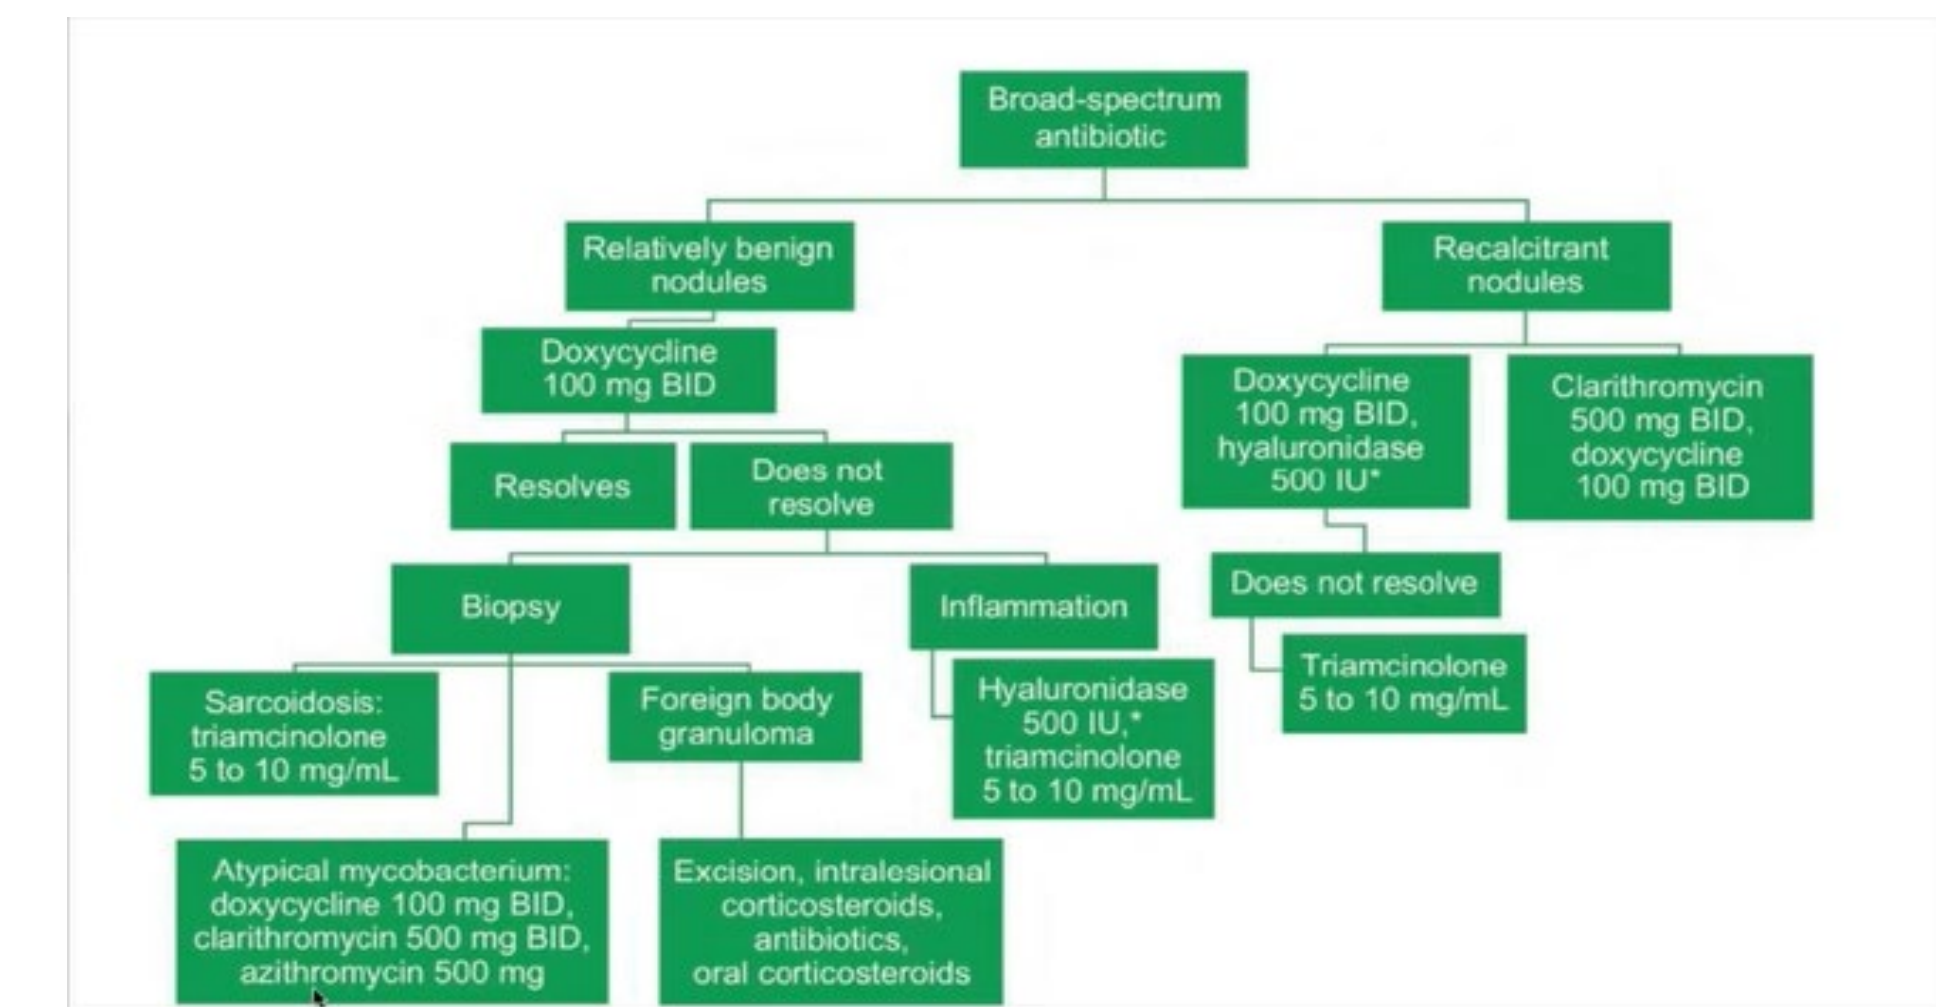 Broad-spectrum
antibiotic
Relatively benign
nodules
Recalcitrant
nodules
Doxycycline
100 mg BID
Doxycycline
100 mg BID,
hyaluronidase
500 IU*
Clarithromycin
500 mg BID,
doxycycline
100 mg BID
Resolves
Does not
resolve
Biopsy
Inflammation
Does not resolve
Sarcoidosis:
triamcinolone
5 to 10 mg/mL
Foreign body
granuloma
Hyaluronidase
500 IU,*
triamcinolone
5 to 10 mg/mL
Triamcinolone
5 to 10 mg/mL
Atypical mycobacterium:
doxycycline 100 mg BID,
clarithromycin 500 mg BID,
azithromycin 500 mg
Excision, intralesional
corticosteroids,
antibiotics,
oral corticosteroids